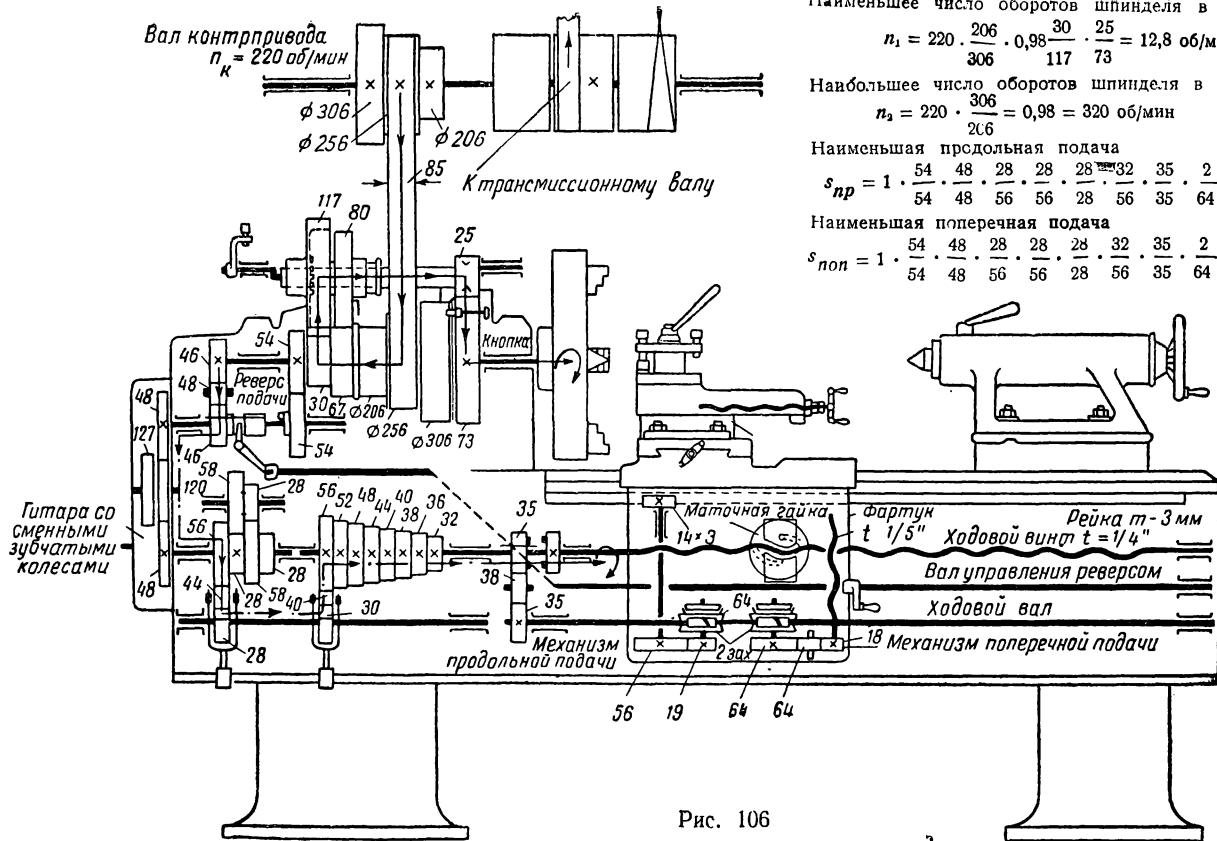 Наименьшее число оборотов шпинделя в
n₁ = 220 · 206/306 · 0,98 30/117 · 25/73 = 12,8 об/м
Наибольшее число оборотов шпинделя в
n₂ = 220 · 306/206 = 0,98 = 320 об/мин
Наименьшая продольная подача
s пр = 1 · 54/54 · 48/48 · 28/56 · 28/56 · 28/28 · 32/56 · 35/35 · 2/64
Наименьшая поперечная подача
s поп = 1 · 54/54 · 48/48 · 28/56 · 28/56 · 28/28 · 32/56 · 35/35 · 2/64
Вал контрпривода
n к = 220 об/мин
ϕ 306
ϕ 256
ϕ 206
85
К трансмиссионному валу
117
80
25
54
46
48
Реверс подачи
Кнопка
48
127
46
30
67
ϕ 206
ϕ 256
ϕ 306
73
54
58
120
28
56
Гитара со
сменными
зубчатыми
колесами
56
52
48
44
40
38
36
32
35
Маточная гайка
Фартук
t 1/5"
14×3
Рейка m - 3 мм
Ходовой винт t = 1/4"
28
58
28
48
44
40
30
38
35
Вал управления реверсом
Ходовой вал
64
28
Механизм
продольной подачи
2 зах
18
Механизм поперечной подачи
56
19
64
64
Рис. 106